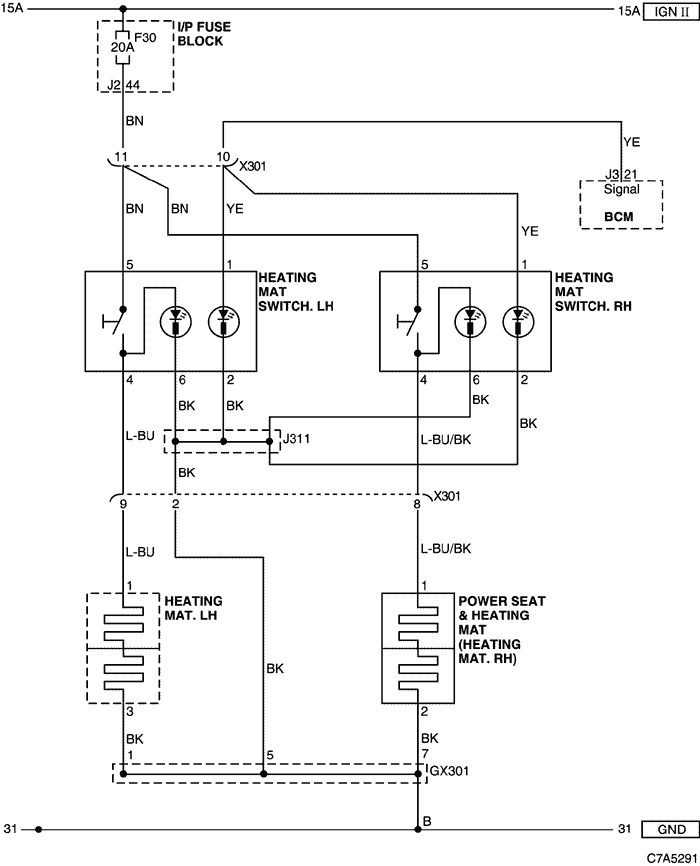 15A 15A IGN II
I/P FUSE
BLOCK
F30
20A
J2 44
BN
YE
11 10 X301
J3 21
Signal
BCM
BN BN YE
YE
5 1 HEATING
MAT
SWITCH. LH
5 1 HEATING
MAT
SWITCH. RH
4 6 2
4 6 2
BK BK
BK
BK
L-BU J311 L-BU/BK
BK
X301
9 2 8
L-BU L-BU/BK
1 HEATING
MAT. LH
1 POWER SEAT
& HEATING
MAT
(HEATING
MAT. RH)
BK
3 2
BK BK
1 5 7
GX301
B
31 31 GND
C7A5291